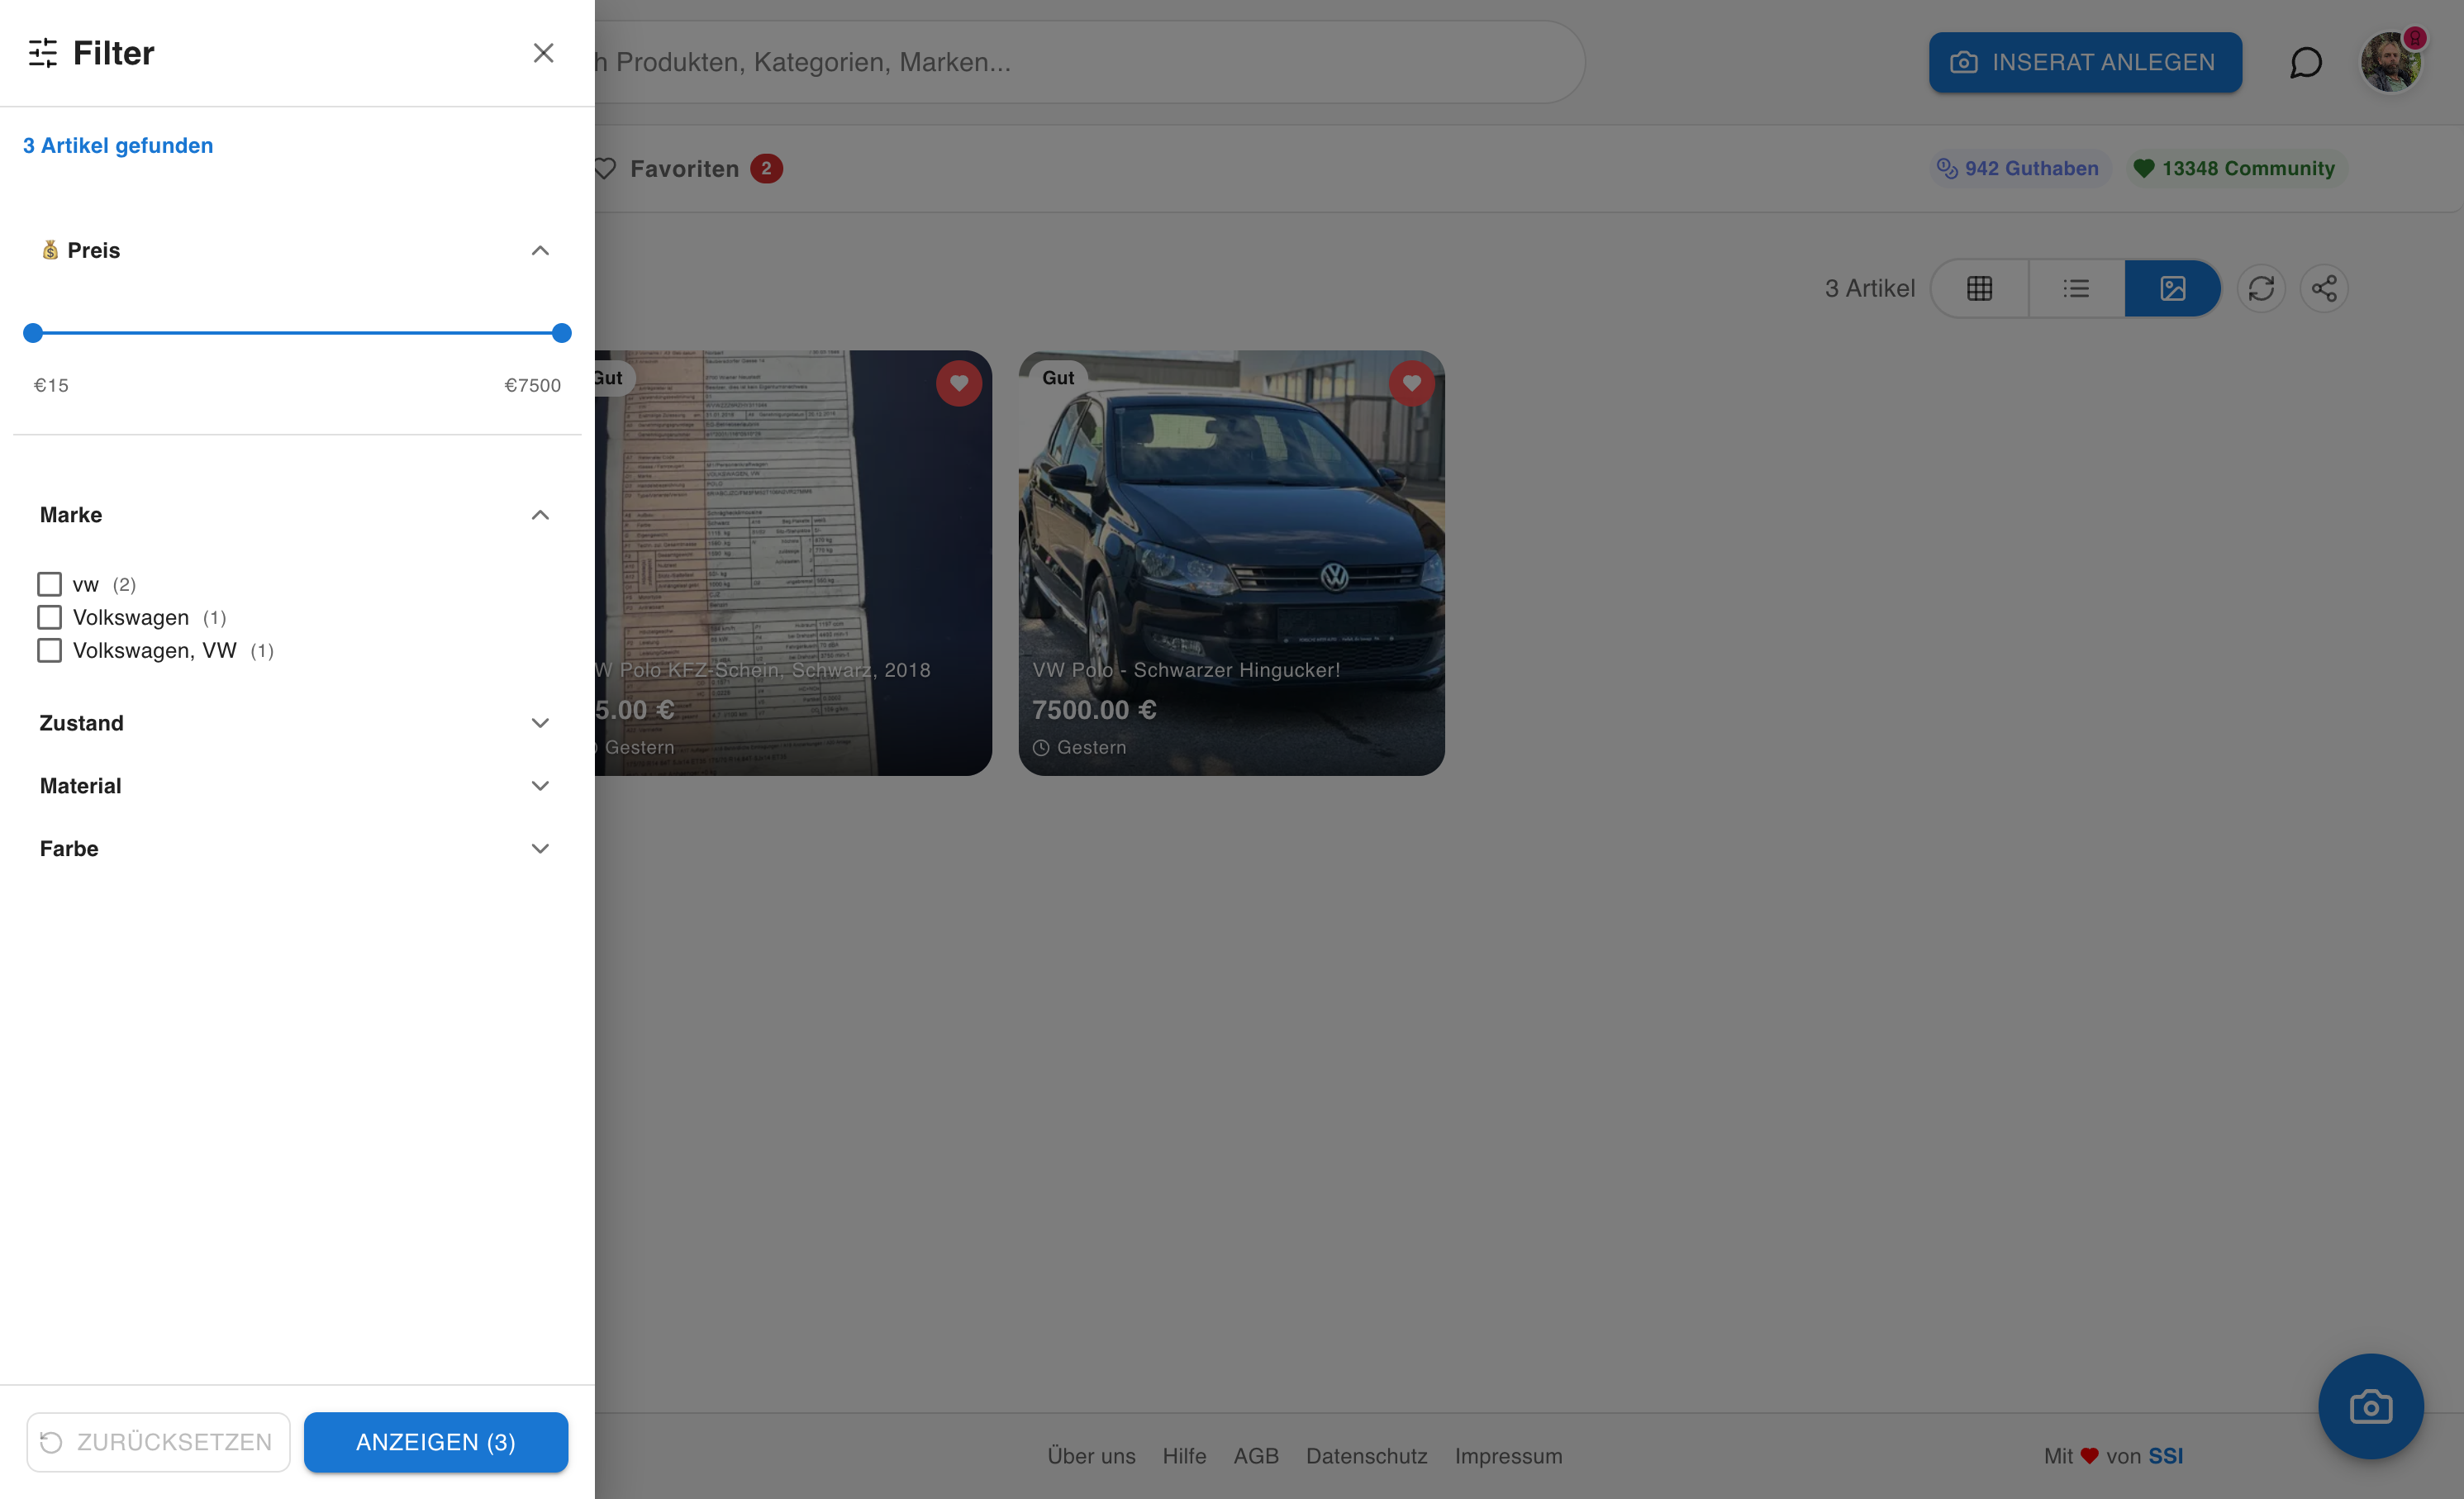 Filter
h Produkten, Kategorien, Marken...
INSERAT ANLEGEN
3 Artikel gefunden
Favoriten 2
942 Guthaben
13348 Community
Preis
€15
€7500
3 Artikel
Marke
vw (2)
Volkswagen (1)
Volkswagen, VW (1)
Zustand
Material
Farbe
Gut
VOLKSWAGEN, VW
POLO
W Polo KFZ-Schein, Schwarz, 2018
5.00 €
Gestern
Gut
VW Polo - Schwarzer Hingucker!
7500.00 €
Gestern
ZURÜCKSETZEN
ANZEIGEN (3)
Über uns
Hilfe
AGB
Datenschutz
Impressum
Mit ❤ von SSI